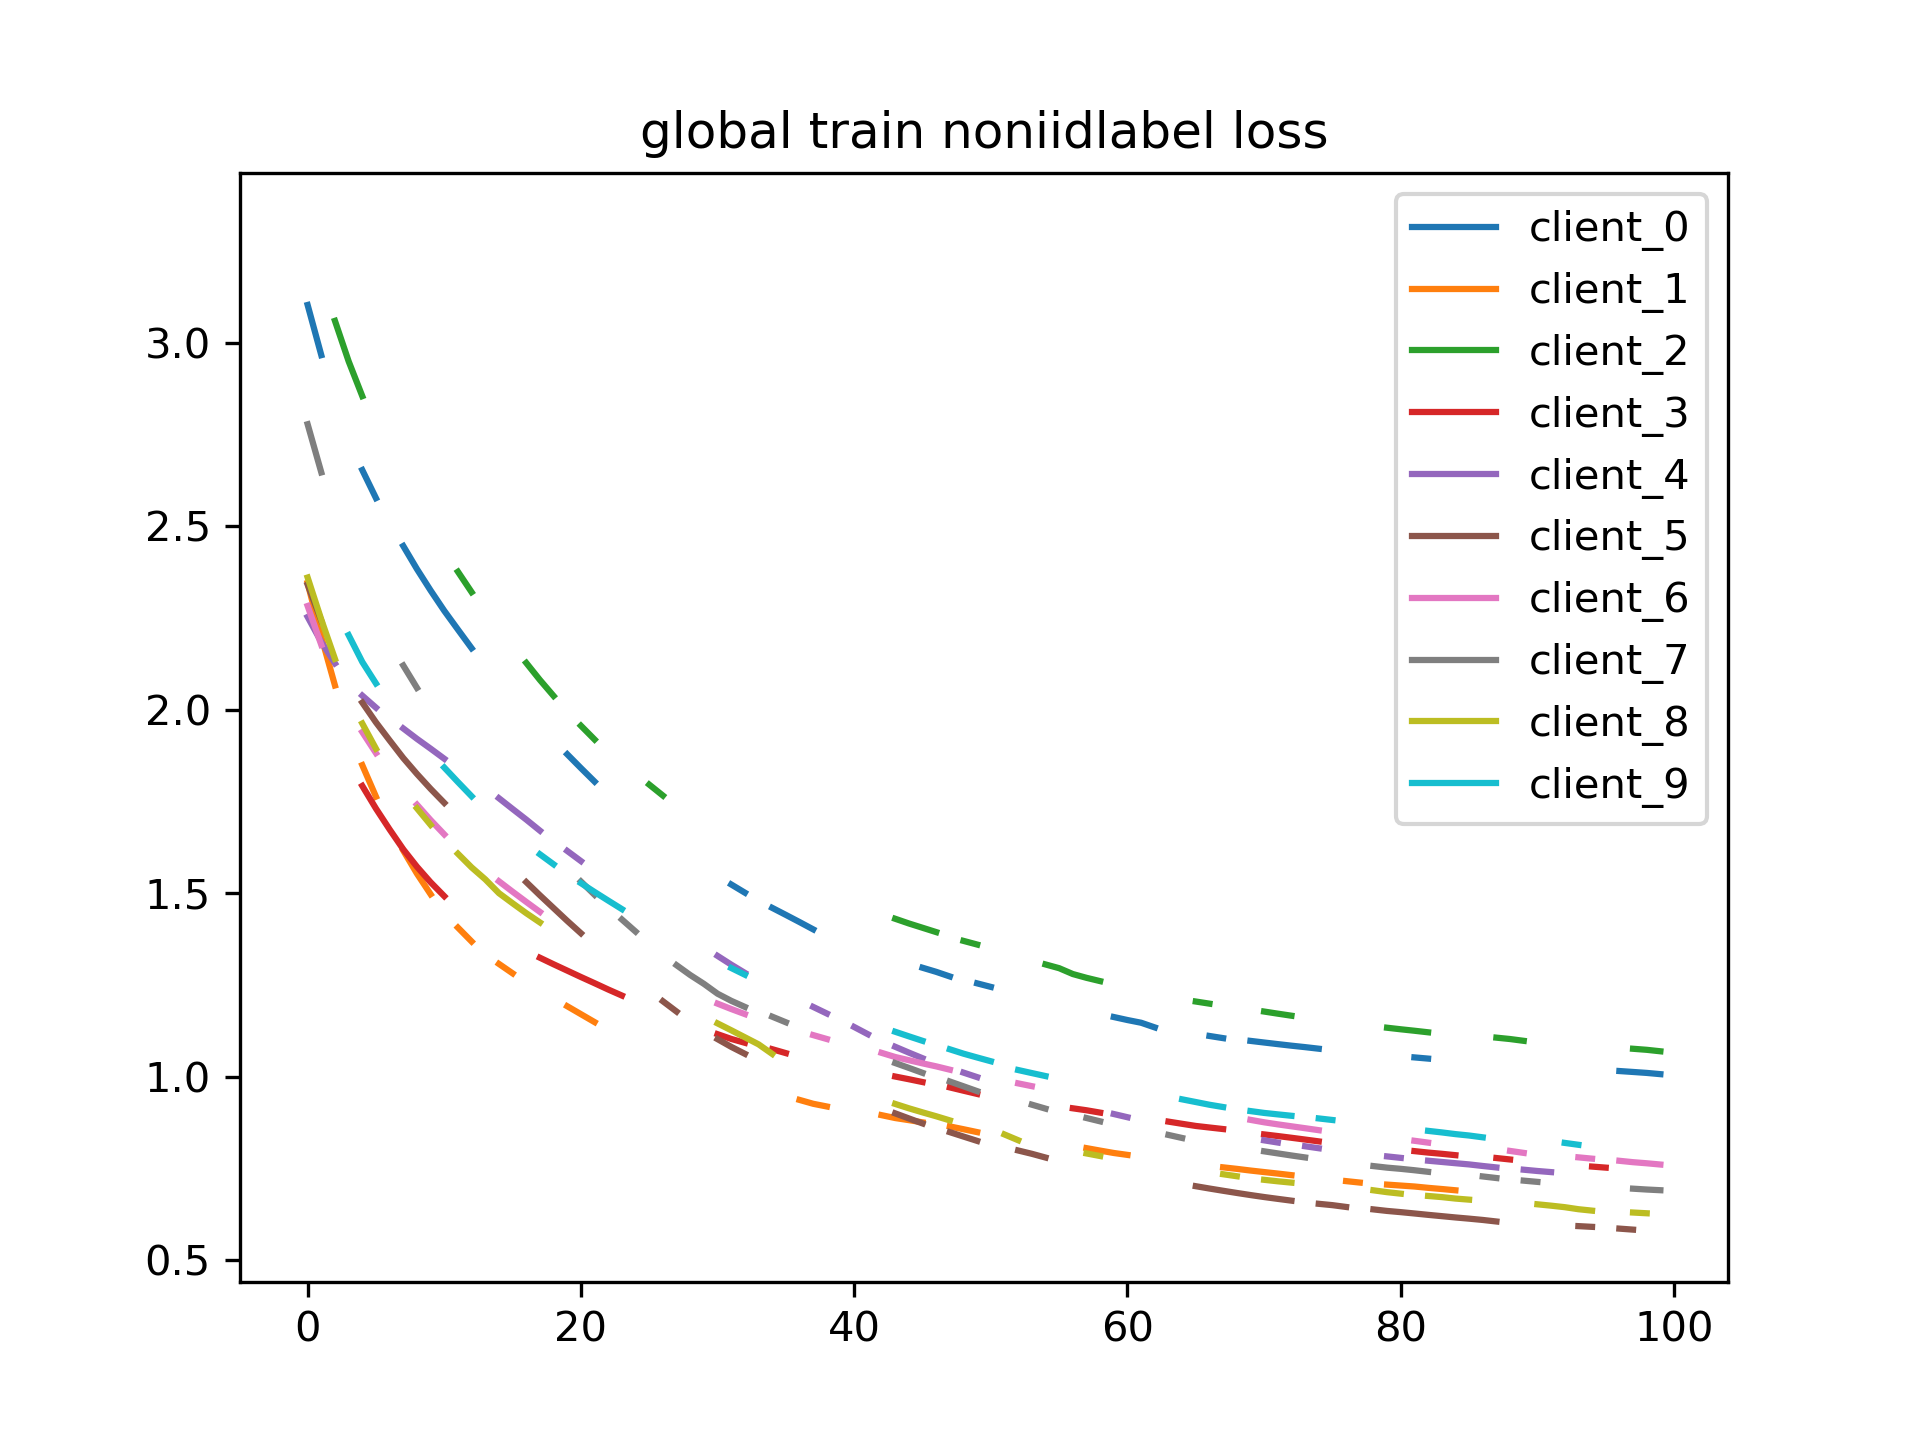 global train noniidlabel loss
client_0
client_1
client_2
client_3
client_4
client_5
client_6
client_7
client_8
client_9
3.0
2.5
2.0
1.5
1.0
0.5
0 20 40 60 80 100